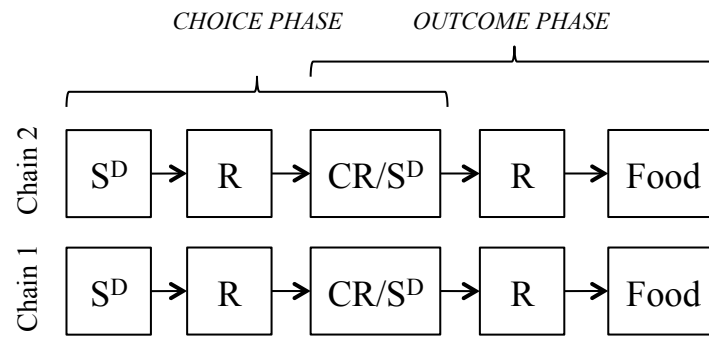 CHOICE PHASE OUTCOME PHASE
Chain 2 Sᴰ R CR/Sᴰ R Food
Chain 1 Sᴰ R CR/Sᴰ R Food